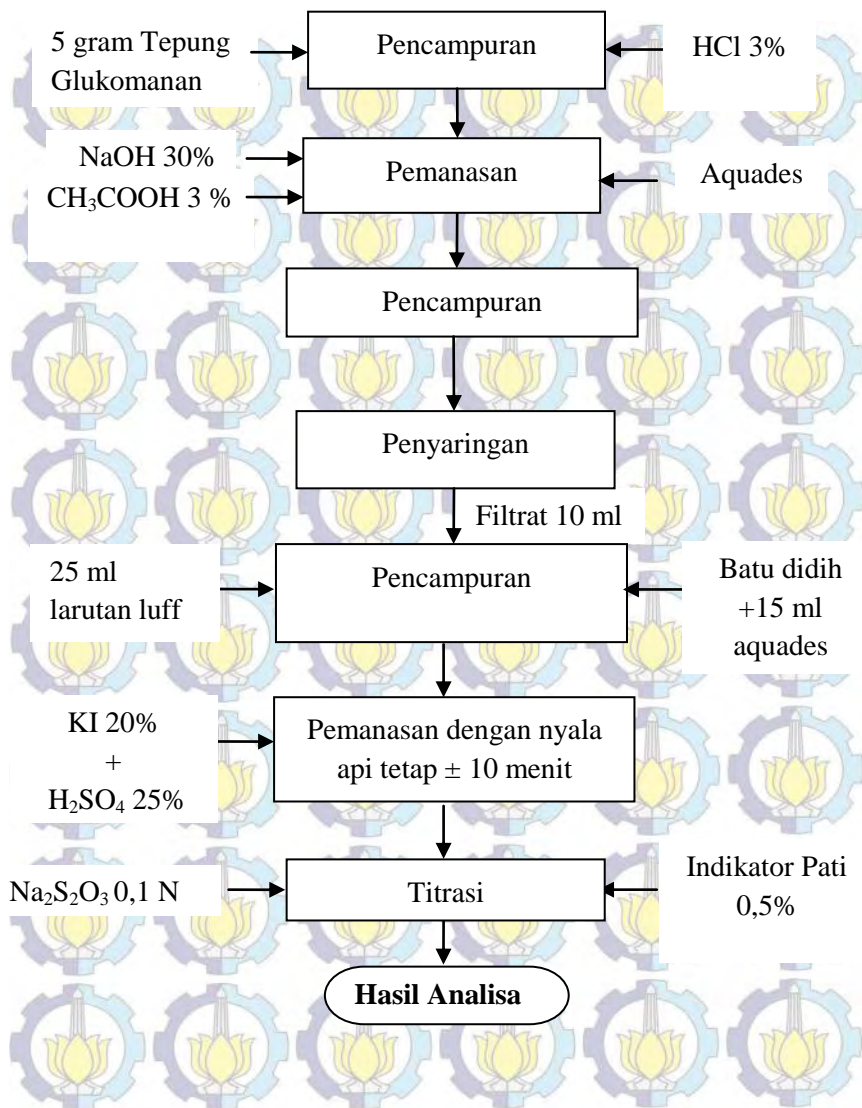 5 gram Tepung
Glukomanan
Pencampuran
HCl 3%
NaOH 30%
CH₃COOH 3 %
Pemanasan
Aquades
Pencampuran
Penyaringan
Filtrat 10 ml
25 ml
larutan luff
Pencampuran
Batu didih
+15 ml
aquades
KI 20%
+
H₂SO₄ 25%
Pemanasan dengan nyala
api tetap ± 10 menit
Na₂S₂O₃ 0,1 N
Titrasi
Indikator Pati
0,5%
Hasil Analisa